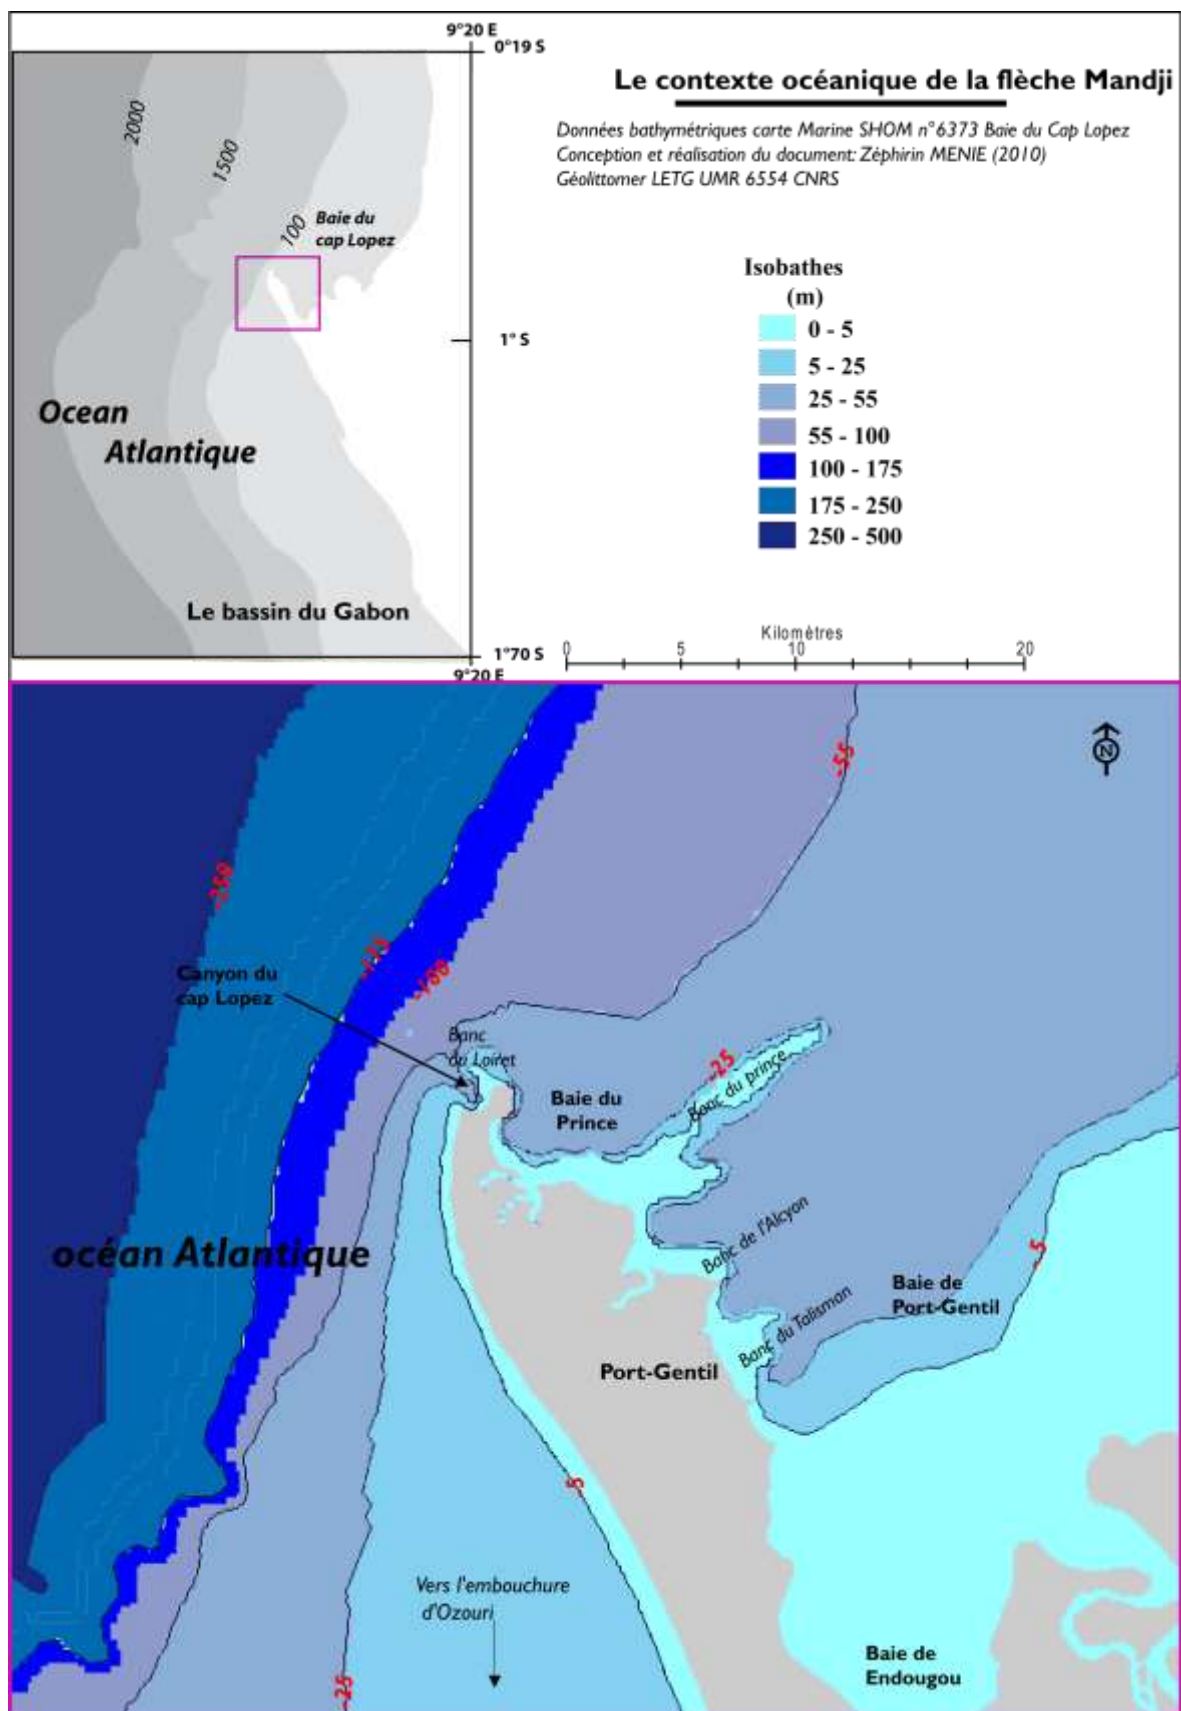 9°20 E
0°19 S
Le contexte océanique de la flèche Mandji
Données bathymétriques carte Marine SHOM n°6373 Baie du Cap Lopez
Conception et réalisation du document: Zéphirin MENIE (2010)
Géolittomer LETG UMR 6554 CNRS
2000
1500
100
Baie du
cap Lopez
Isobathes
(m)
0 - 5
5 - 25
25 - 55
55 - 100
100 - 175
175 - 250
250 - 500
1° S
Ocean
Atlantique
Le bassin du Gabon
1°70 S
9°20 E
Kilomètres
0 5 10 20
N
-55
-250
-175
-100
Canyon du
cap Lopez
Banc
du Loiret
-25
Banc du prince
Baie du
Prince
océan Atlantique
Banc de l'Alcyon
-5
Baie de
Port-Gentil
Banc du Talisman
Port-Gentil
-5
Vers l'embouchure
d'Ozouri
Baie de
Endougou
-25